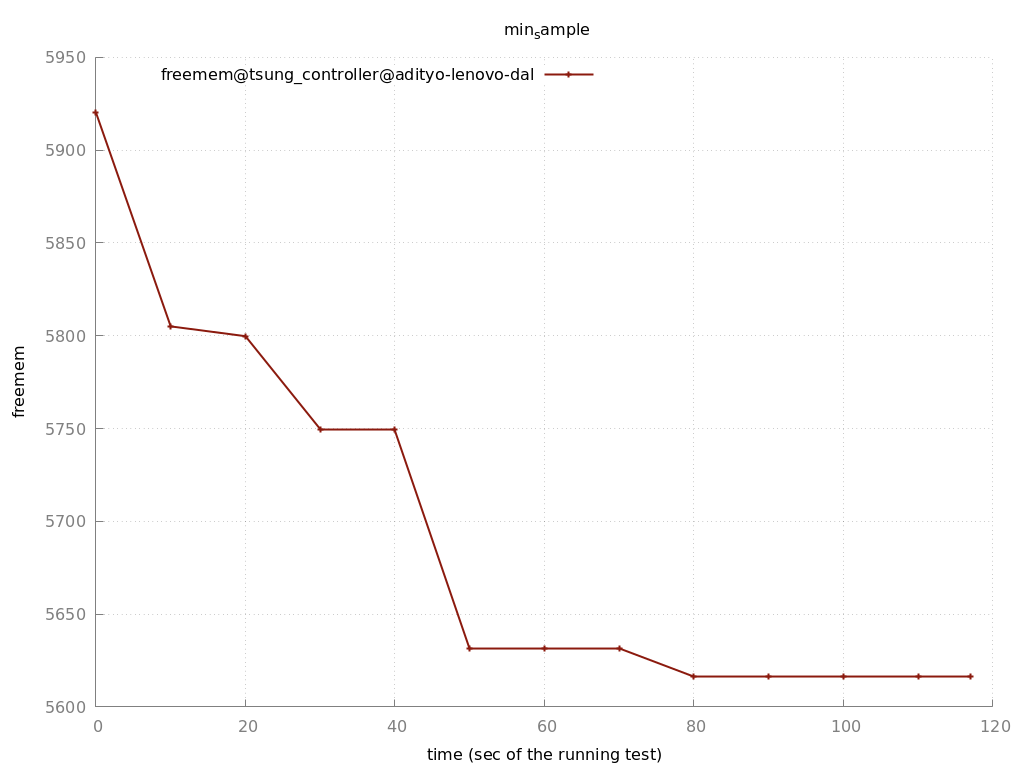 min_sample
freemem@tsung_controller@adityo-lenovo-dal
5950
5900
5850
5800
5750
5700
5650
5600
freemem
0 20 40 60 80 100 120
time (sec of the running test)